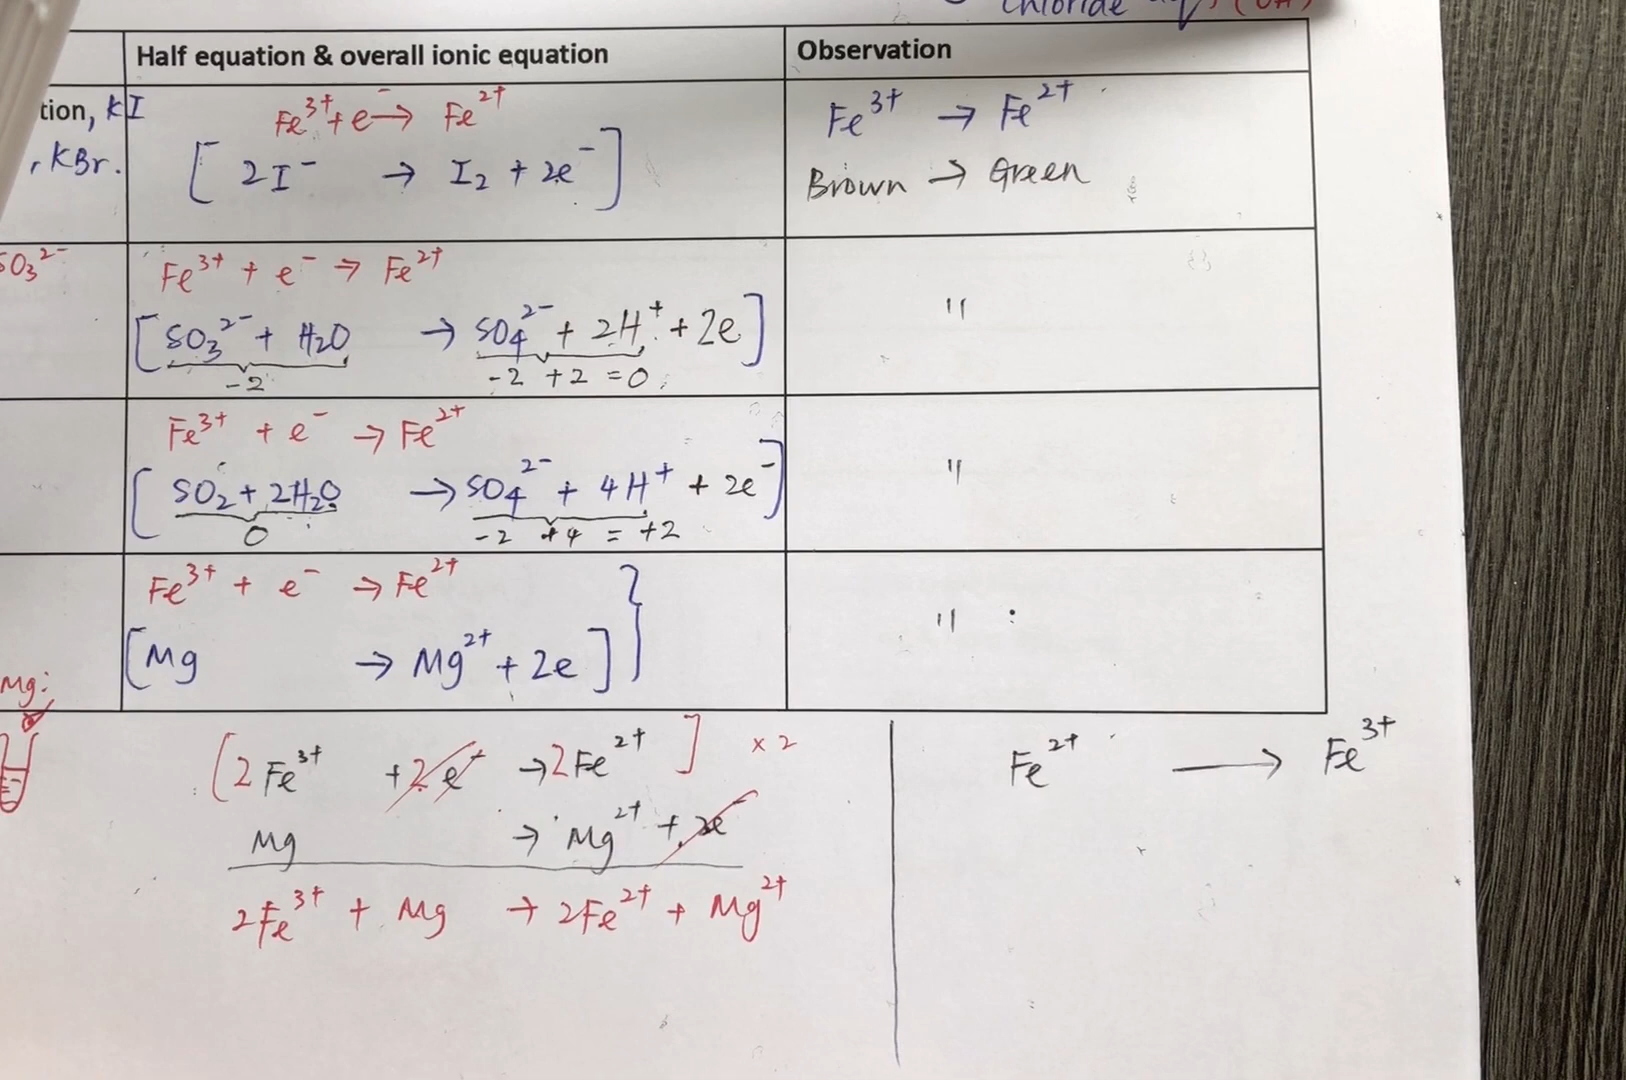 chloride
Half equation & overall ionic equation
Observation
tion, KI
, KBr.
Fe³⁺ + e⁻ → Fe²⁺
[ 2I⁻ → I₂ + 2e⁻ ]
Fe³⁺ → Fe²⁺
Brown → Green
SO₃²⁻
Fe³⁺ + e⁻ → Fe²⁺
[ SO₃²⁻ + H₂O → SO₄²⁻ + 2H⁺ + 2e ]
-2
-2 +2 = 0
"
Fe³⁺ + e⁻ → Fe²⁺
[ SO₂ + 2H₂O → SO₄²⁻ + 4H⁺ + 2e⁻ ]
0
-2 +4 = +2
"
Fe³⁺ + e⁻ → Fe²⁺
[ Mg → Mg²⁺ + 2e ] }
"
Mg:
[ 2Fe³⁺ + 2e⁻ → 2Fe²⁺ ] × 2
Mg → Mg²⁺ + 2e⁻
2Fe³⁺ + Mg → 2Fe²⁺ + Mg²⁺
Fe²⁺ → Fe³⁺